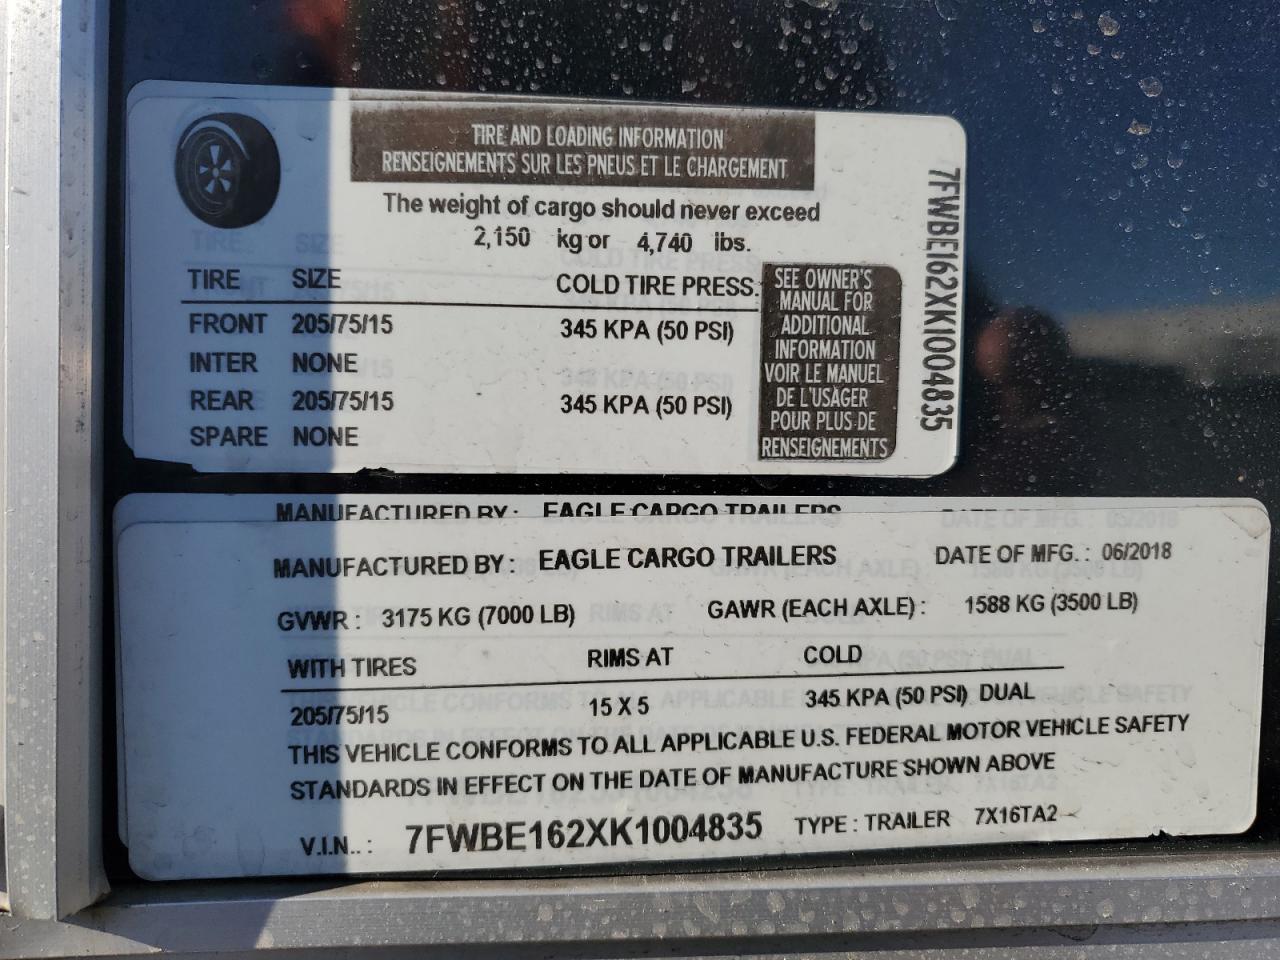 TIRE AND LOADING INFORMATION
RENSEIGNEMENTS SUR LES PNEUS ET LE CHARGEMENT
The weight of cargo should never exceed
2,150 kg or 4,740 lbs.
TIRE SIZE COLD TIRE PRESS.
FRONT 205/75/15 345 KPA (50 PSI)
INTER NONE
REAR 205/75/15 345 KPA (50 PSI)
SPARE NONE
SEE OWNER'S
MANUAL FOR
ADDITIONAL
INFORMATION
VOIR LE MANUEL
DE L'USAGER
POUR PLUS DE
RENSEIGNEMENTS
7FWBE162XK1004835
MANUFACTURED BY: EAGLE CARGO TRAILERS
MANUFACTURED BY: EAGLE CARGO TRAILERS DATE OF MFG.: 06/2018
GVWR: 3175 KG (7000 LB) GAWR (EACH AXLE): 1588 KG (3500 LB)
WITH TIRES RIMS AT COLD
205/75/15 15 X 5 345 KPA (50 PSI) DUAL
THIS VEHICLE CONFORMS TO ALL APPLICABLE U.S. FEDERAL MOTOR VEHICLE SAFETY
STANDARDS IN EFFECT ON THE DATE OF MANUFACTURE SHOWN ABOVE
V.I.N..: 7FWBE162XK1004835 TYPE: TRAILER 7X16TA2